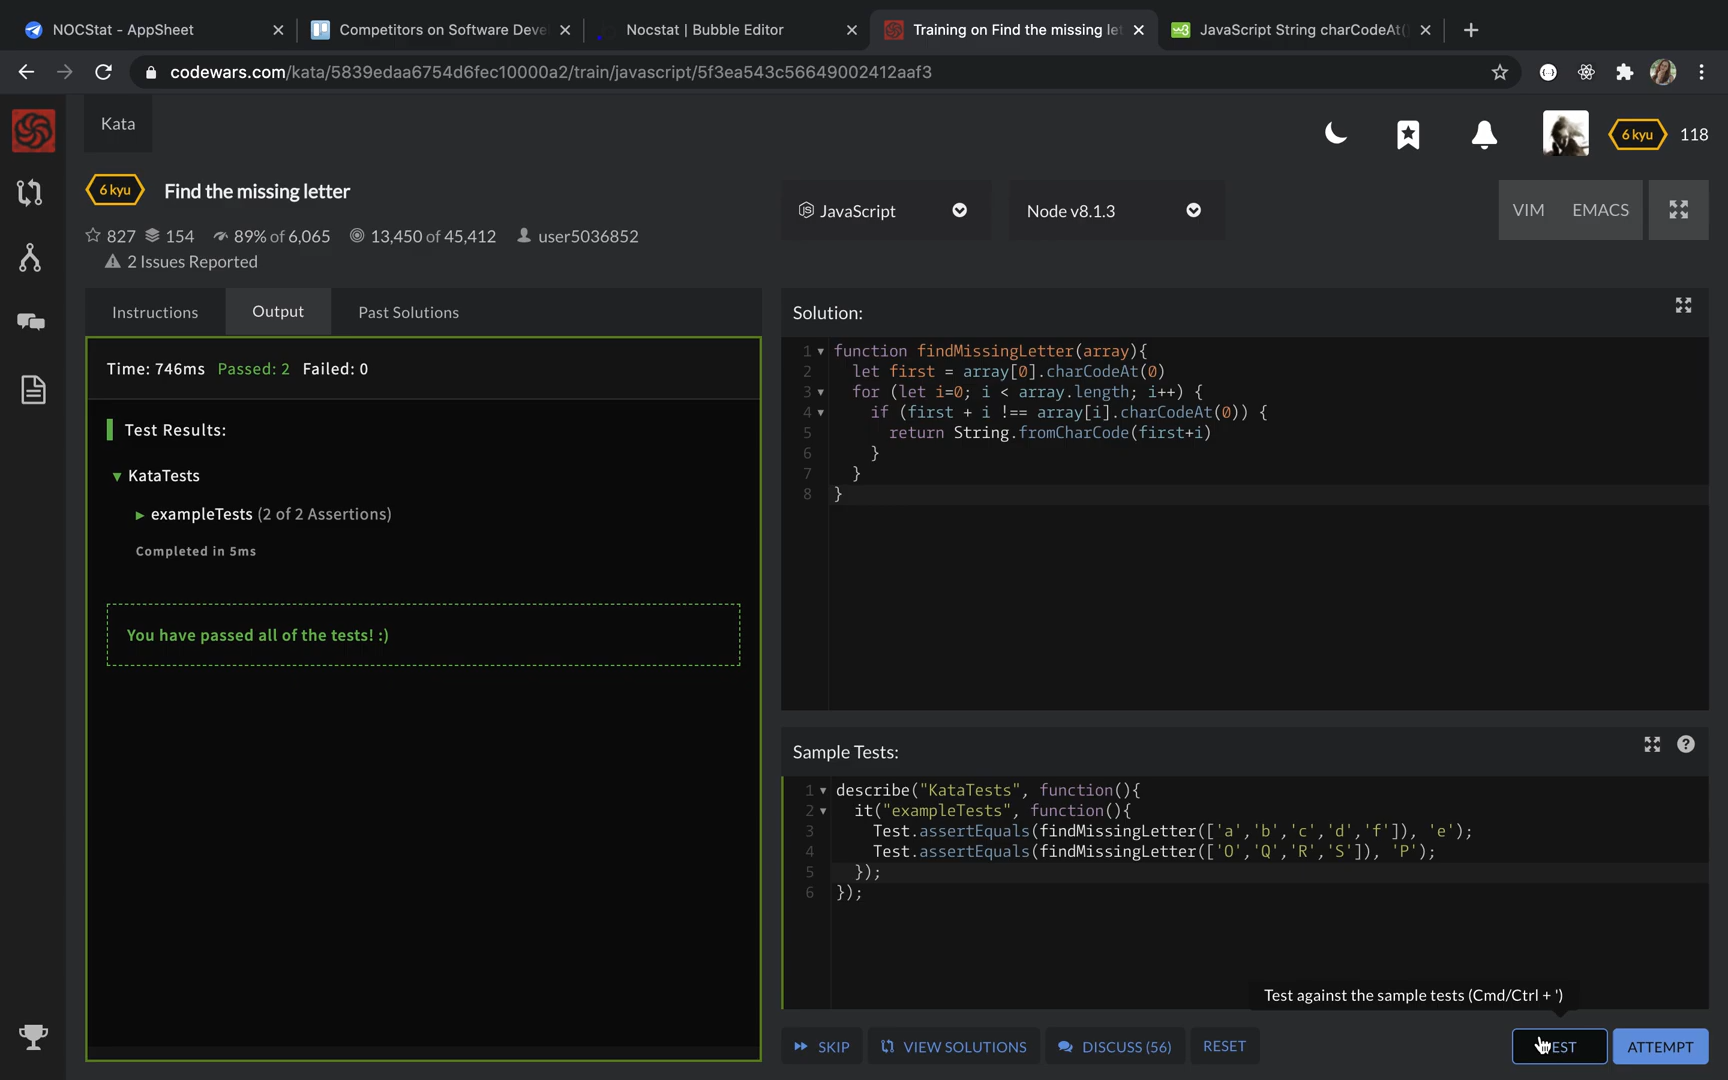 NOCStat - AppSheet
Competitors on Software Deve
Nocstat | Bubble Editor
Training on Find the missing let
JavaScript String charCodeAt()
codewars.com/kata/5839edaa6754d6fec10000a2/train/javascript/5f3ea543c56649002412aaf3
Kata
6 kyu 118
6 kyu Find the missing letter
827 154 89% of 6,065 13,450 of 45,412 user5036852
2 Issues Reported
JavaScript
Node v8.1.3
VIM EMACS
Instructions Output Past Solutions
Time: 746ms Passed: 2 Failed: 0
Test Results:
KataTests
exampleTests (2 of 2 Assertions)
Completed in 5ms
You have passed all of the tests! :)
Solution:
1 function findMissingLetter(array){
2 let first = array[0].charCodeAt(0)
3 for (let i=0; i < array.length; i++) {
4 if (first + i !== array[i].charCodeAt(0)) {
5 return String.fromCharCode(first+i)
6 }
7 }
8 }
Sample Tests:
1 describe("KataTests", function(){
2 it("exampleTests", function(){
3 Test.assertEquals(findMissingLetter(['a','b','c','d','f']), 'e');
4 Test.assertEquals(findMissingLetter(['O','Q','R','S']), 'P');
5 });
6 });
Test against the sample tests (Cmd/Ctrl + ')
SKIP VIEW SOLUTIONS DISCUSS (56) RESET
ATTEMPT